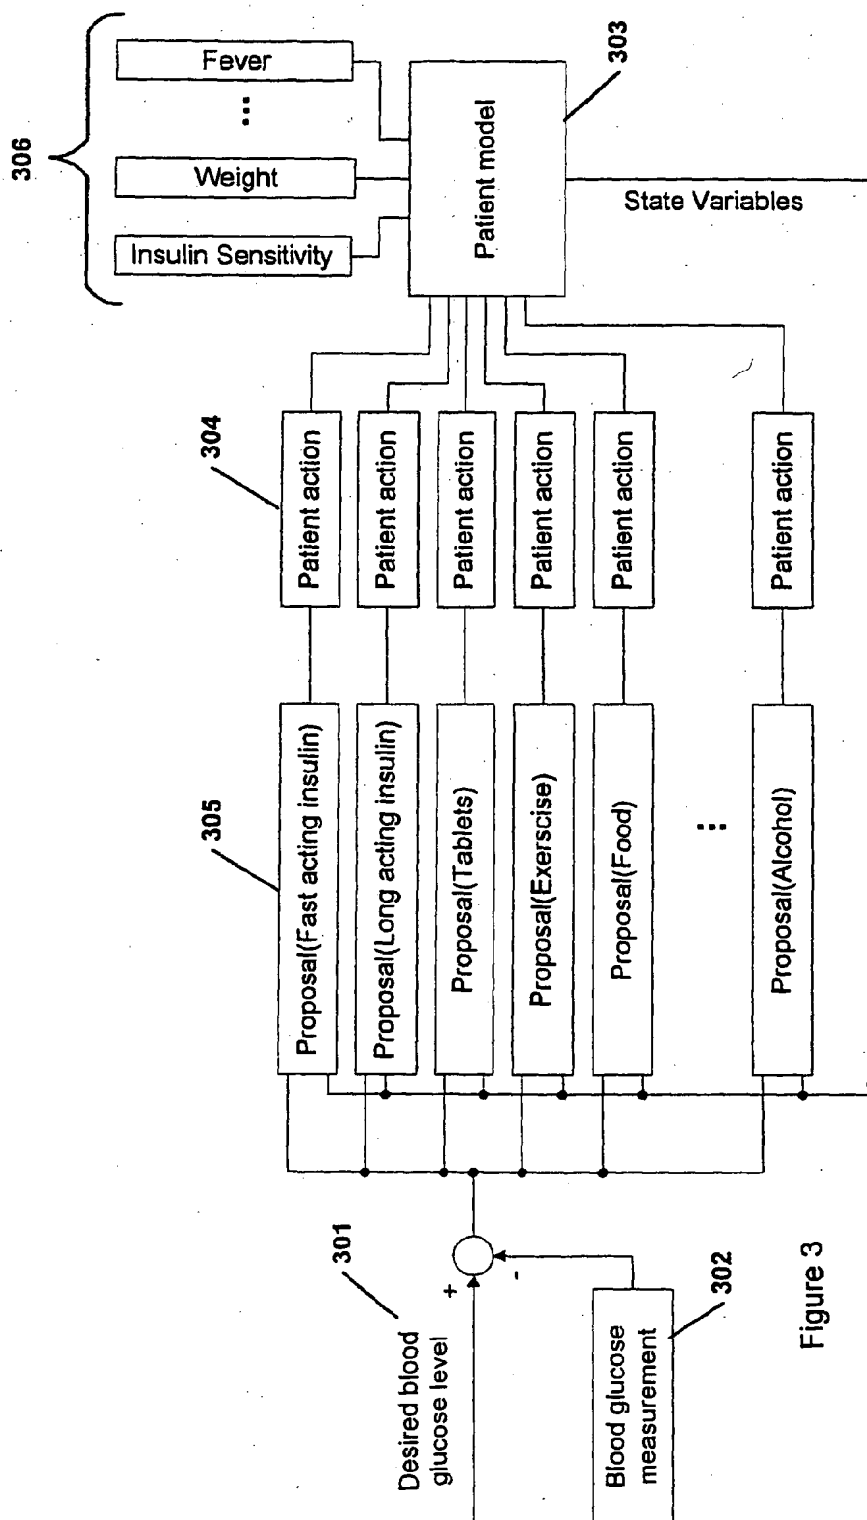 306
Fever
...
Weight
Insulin Sensitivity
Patient model
303
State Variables
304
Patient action
Patient action
Patient action
Patient action
Patient action
Patient action
305
Proposal(Fast acting insulin)
Proposal(Long acting insulin)
Proposal(Tablets)
Proposal(Exerscise)
Proposal(Food)
...
Proposal(Alcohol)
301
Desired blood
glucose level
+
-
302
Blood glucose
measurement
Figure 3